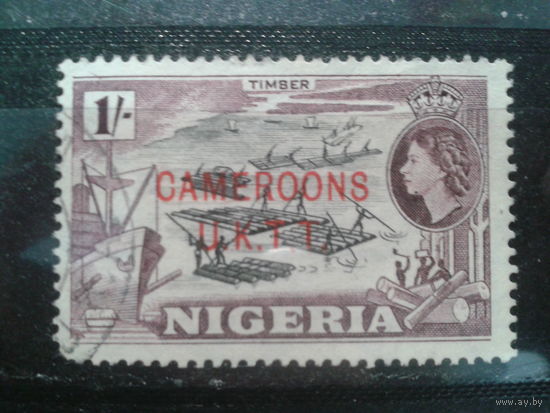 TIMBER
1/-
CAMEROONS
U.K.T.T.
NIGERIA
www.ay.by